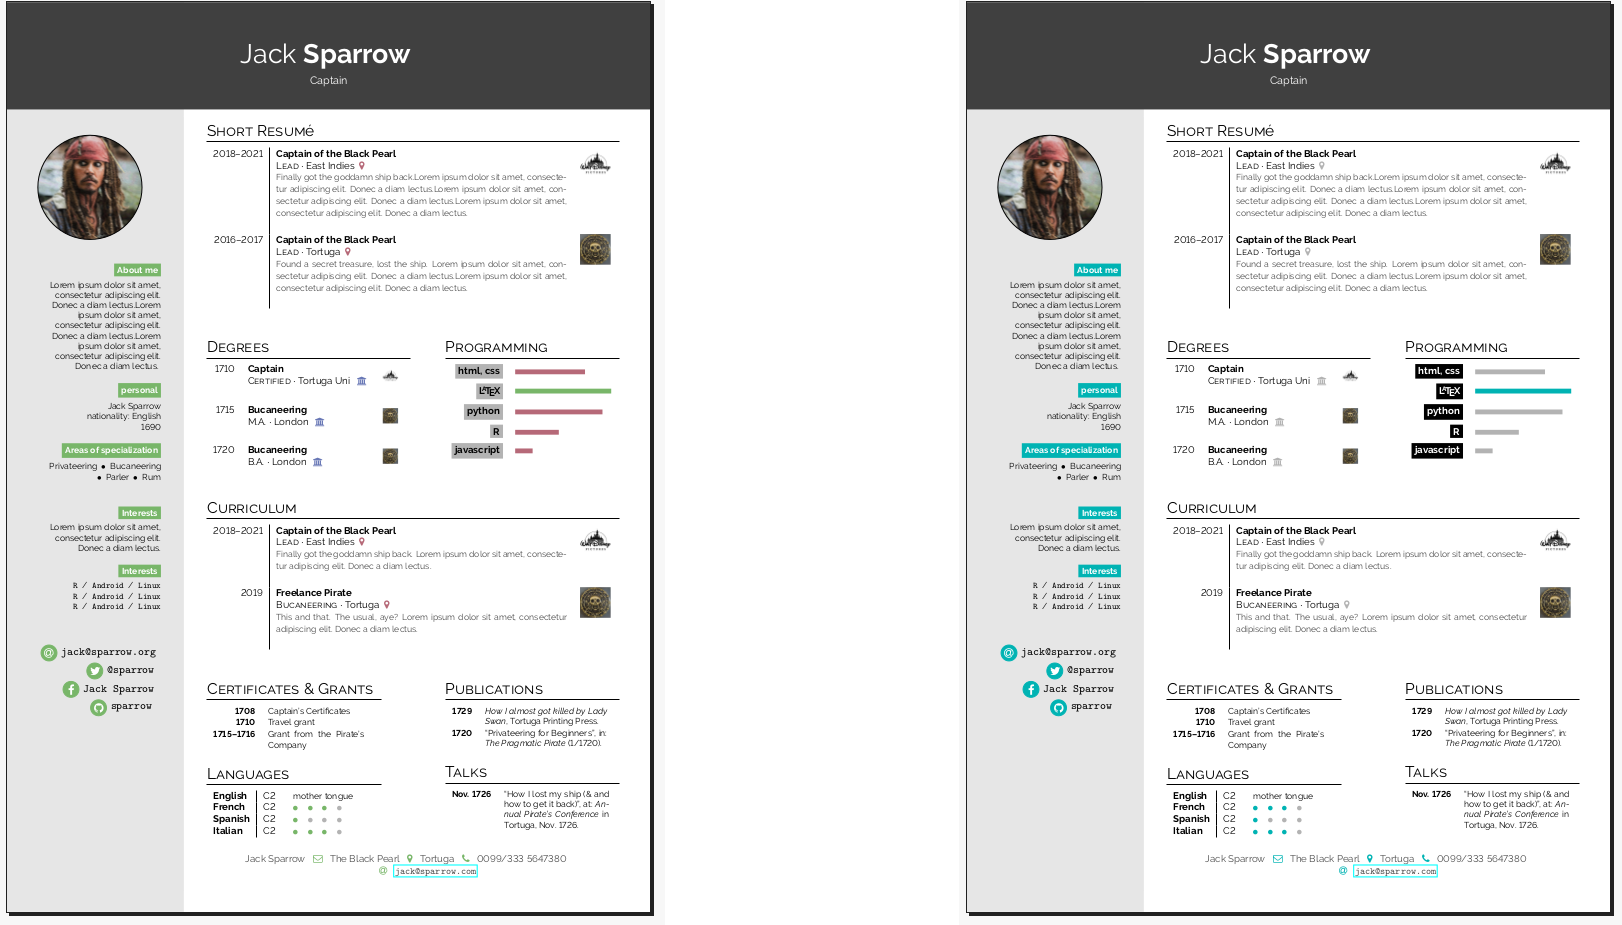 Jack Sparrow
Captain
About me
Lorem ipsum dolor sit amet,
consectetur adipiscing elit.
Donec a diam lectus.Lorem
ipsum dolor sit amet,
consectetur adipiscing elit.
Donec a diam lectus.Lorem
ipsum dolor sit amet,
consectetur adipiscing elit.
Donec a diam lectus.
personal
Jack Sparrow
nationality: English
1690
Areas of specialization
Privateering • Bucaneering
• Parler • Rum
Interests
Lorem ipsum dolor sit amet,
consectetur adipiscing elit.
Donec a diam lectus.
Interests
R / Android / Linux
R / Android / Linux
R / Android / Linux
@ jack@sparrow.org
@sparrow
Jack Sparrow
sparrow
Short Resumé
2018–2021 Captain of the Black Pearl
Lead · East Indies
Finally got the goddamn ship back.Lorem ipsum dolor sit amet, consecte-
tur adipiscing elit. Donec a diam lectus.Lorem ipsum dolor sit amet, con-
sectetur adipiscing elit. Donec a diam lectus.Lorem ipsum dolor sit amet,
consectetur adipiscing elit. Donec a diam lectus.
2016–2017 Captain of the Black Pearl
Lead · Tortuga
Found a secret treasure, lost the ship. Lorem ipsum dolor sit amet, con-
sectetur adipiscing elit. Donec a diam lectus.Lorem ipsum dolor sit amet,
consectetur adipiscing elit. Donec a diam lectus.
Degrees
1710 Captain
Certified · Tortuga Uni
1715 Bucaneering
M.A. · London
1720 Bucaneering
B.A. · London
Programming
html, css
LATEX
python
R
javascript
Curriculum
2018–2021 Captain of the Black Pearl
Lead · East Indies
Finally got the goddamn ship back. Lorem ipsum dolor sit amet, consecte-
tur adipiscing elit. Donec a diam lectus.
2019 Freelance Pirate
Bucaneering · Tortuga
This and that. The usual, aye? Lorem ipsum dolor sit amet, consectetur
adipiscing elit. Donec a diam lectus.
Certificates & Grants
1708 Captain's Certificates
1710 Travel grant
1715–1716 Grant from the Pirate's
Company
Languages
English C2 mother tongue
French C2
Spanish C2
Italian C2
Publications
1729 How I almost got killed by Lady
Swan, Tortuga Printing Press.
1720 "Privateering for Beginners", in:
The Pragmatic Pirate (1/1720).
Talks
Nov. 1726 "How I lost my ship (& and
how to get it back)", at: An-
nual Pirate's Conference in
Tortuga, Nov. 1726.
Jack Sparrow The Black Pearl Tortuga 0099/333 5647380
@ jack@sparrow.com
Jack Sparrow
Captain
About me
Lorem ipsum dolor sit amet,
consectetur adipiscing elit.
Donec a diam lectus.Lorem
ipsum dolor sit amet,
consectetur adipiscing elit.
Donec a diam lectus.Lorem
ipsum dolor sit amet,
consectetur adipiscing elit.
Donec a diam lectus.
personal
Jack Sparrow
nationality: English
1690
Areas of specialization
Privateering • Bucaneering
• Parler • Rum
Interests
Lorem ipsum dolor sit amet,
consectetur adipiscing elit.
Donec a diam lectus.
Interests
R / Android / Linux
R / Android / Linux
R / Android / Linux
@ jack@sparrow.org
@sparrow
Jack Sparrow
sparrow
Short Resumé
2018–2021 Captain of the Black Pearl
Lead · East Indies
Finally got the goddamn ship back.Lorem ipsum dolor sit amet, consecte-
tur adipiscing elit. Donec a diam lectus.Lorem ipsum dolor sit amet, con-
sectetur adipiscing elit. Donec a diam lectus.Lorem ipsum dolor sit amet,
consectetur adipiscing elit. Donec a diam lectus.
2016–2017 Captain of the Black Pearl
Lead · Tortuga
Found a secret treasure, lost the ship. Lorem ipsum dolor sit amet, con-
sectetur adipiscing elit. Donec a diam lectus.Lorem ipsum dolor sit amet,
consectetur adipiscing elit. Donec a diam lectus.
Degrees
1710 Captain
Certified · Tortuga Uni
1715 Bucaneering
M.A. · London
1720 Bucaneering
B.A. · London
Programming
html, css
LATEX
python
R
javascript
Curriculum
2018–2021 Captain of the Black Pearl
Lead · East Indies
Finally got the goddamn ship back. Lorem ipsum dolor sit amet, consecte-
tur adipiscing elit. Donec a diam lectus.
2019 Freelance Pirate
Bucaneering · Tortuga
This and that. The usual, aye? Lorem ipsum dolor sit amet, consectetur
adipiscing elit. Donec a diam lectus.
Certificates & Grants
1708 Captain's Certificates
1710 Travel grant
1715–1716 Grant from the Pirate's
Company
Languages
English C2 mother tongue
French C2
Spanish C2
Italian C2
Publications
1729 How I almost got killed by Lady
Swan, Tortuga Printing Press.
1720 "Privateering for Beginners", in:
The Pragmatic Pirate (1/1720).
Talks
Nov. 1726 "How I lost my ship (& and
how to get it back)", at: An-
nual Pirate's Conference in
Tortuga, Nov. 1726.
Jack Sparrow The Black Pearl Tortuga 0099/333 5647380
@ jack@sparrow.com